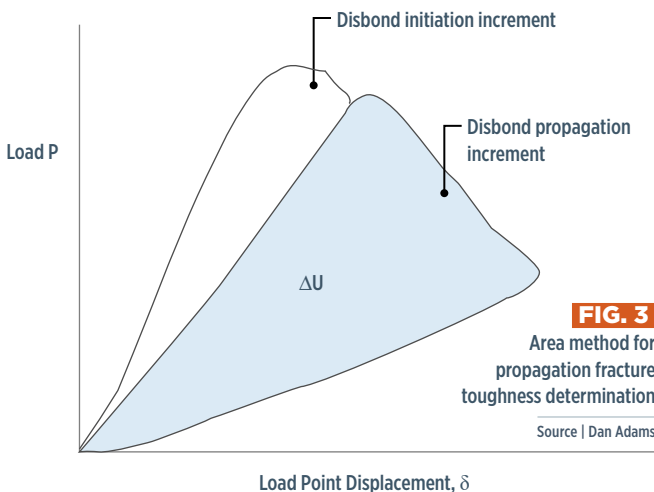 Disbond initiation increment
Load P
Disbond propagation
increment
ΔU
FIG. 3
Area method for
propagation fracture
toughness determination
Source | Dan Adams
Load Point Displacement, δ